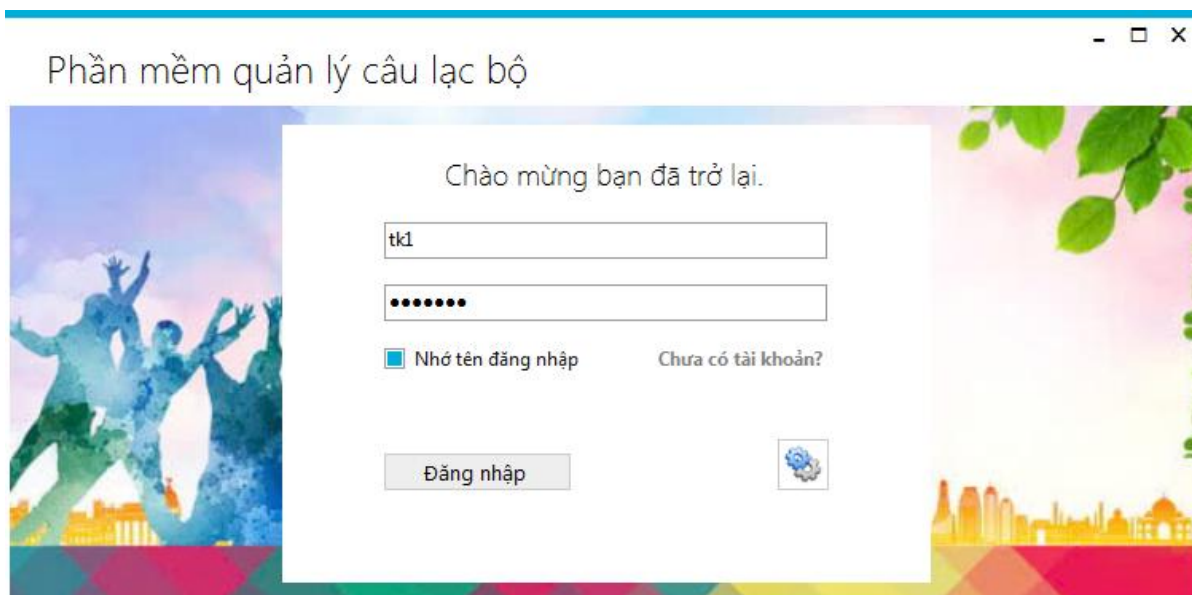 Phần mềm quản lý câu lạc bộ
Chào mừng bạn đã trở lại.
tk1
•••••••
Nhớ tên đăng nhập Chưa có tài khoản?
Đăng nhập